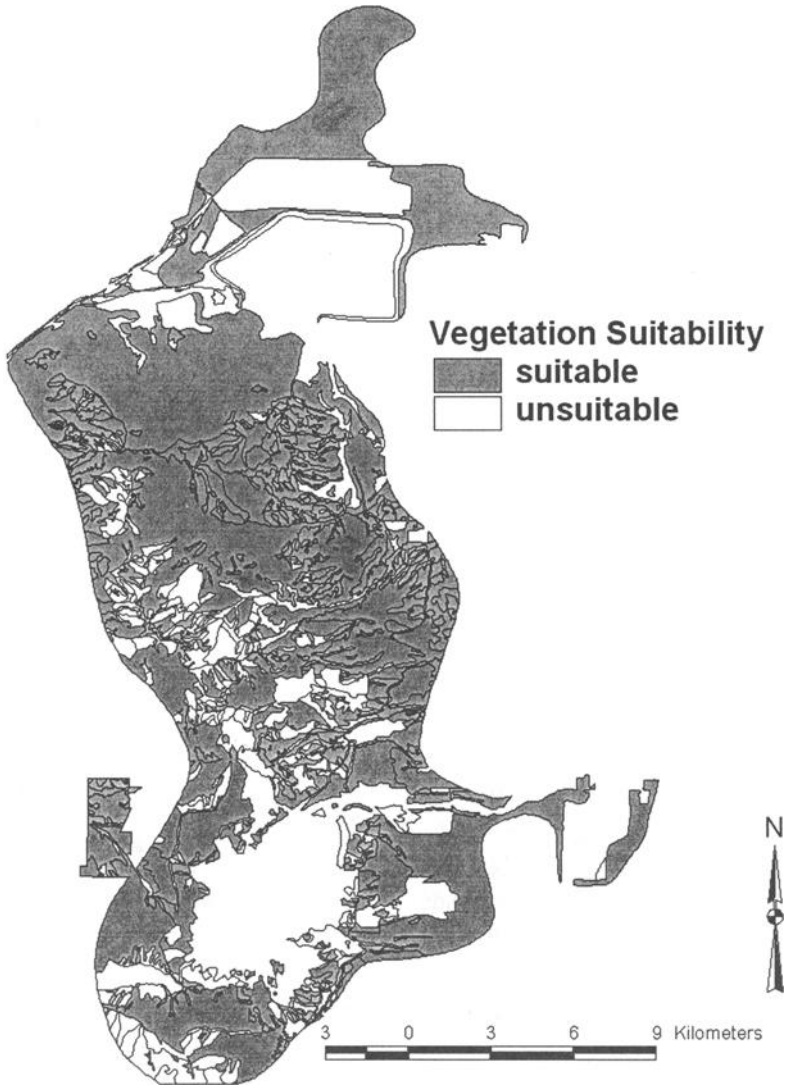 Vegetation Suitability
suitable
unsuitable
N
3 0 3 6 9 Kilometers